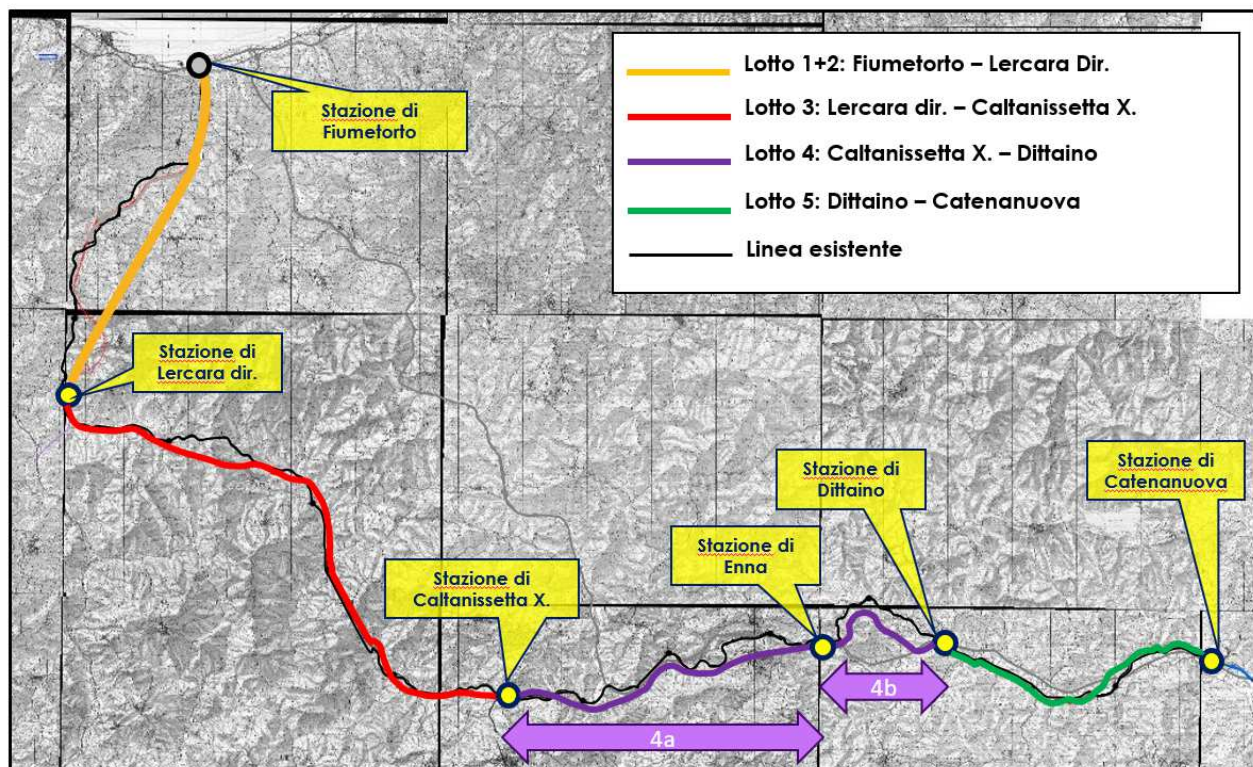 Lotto 1+2: Fiumetorto – Lercara Dir.
Lotto 3: Lercara dir. – Caltanissetta X.
Lotto 4: Caltanissetta X. – Dittaino
Lotto 5: Dittaino – Catenanuova
Linea esistente
Stazione di
Fiumetorto
Stazione di
Lercara dir.
Stazione di
Caltanissetta X.
Stazione di
Enna
Stazione di
Dittaino
Stazione di
Catenanuova
4a
4b